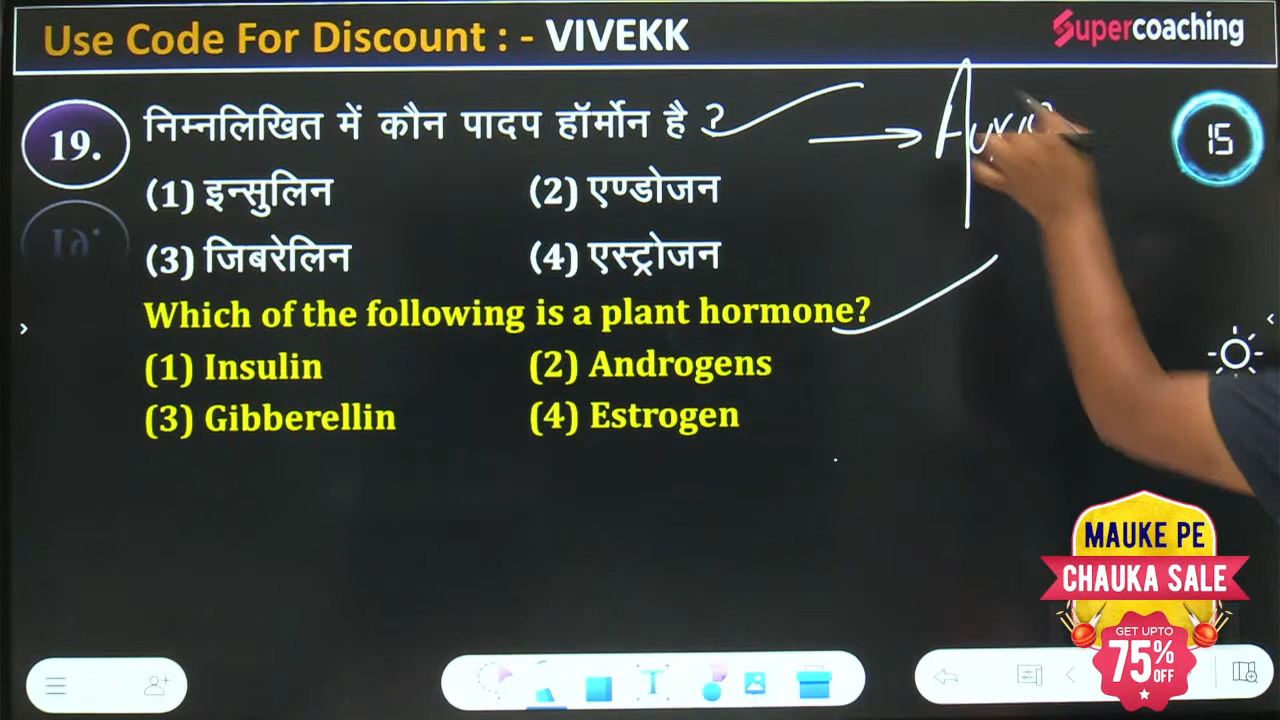 Use Code For Discount : - VIVEKK
Supercoaching
19.
निम्नलिखित में कौन पादप हॉर्मोन है ?
15
(1) इन्सुलिन (2) एण्डोजन
(3) जिबरेलिन (4) एस्ट्रोजन
Which of the following is a plant hormone?
(1) Insulin (2) Androgens
(3) Gibberellin (4) Estrogen
MAUKE PE
CHAUKA SALE
GET UPTO
75%
OFF
T